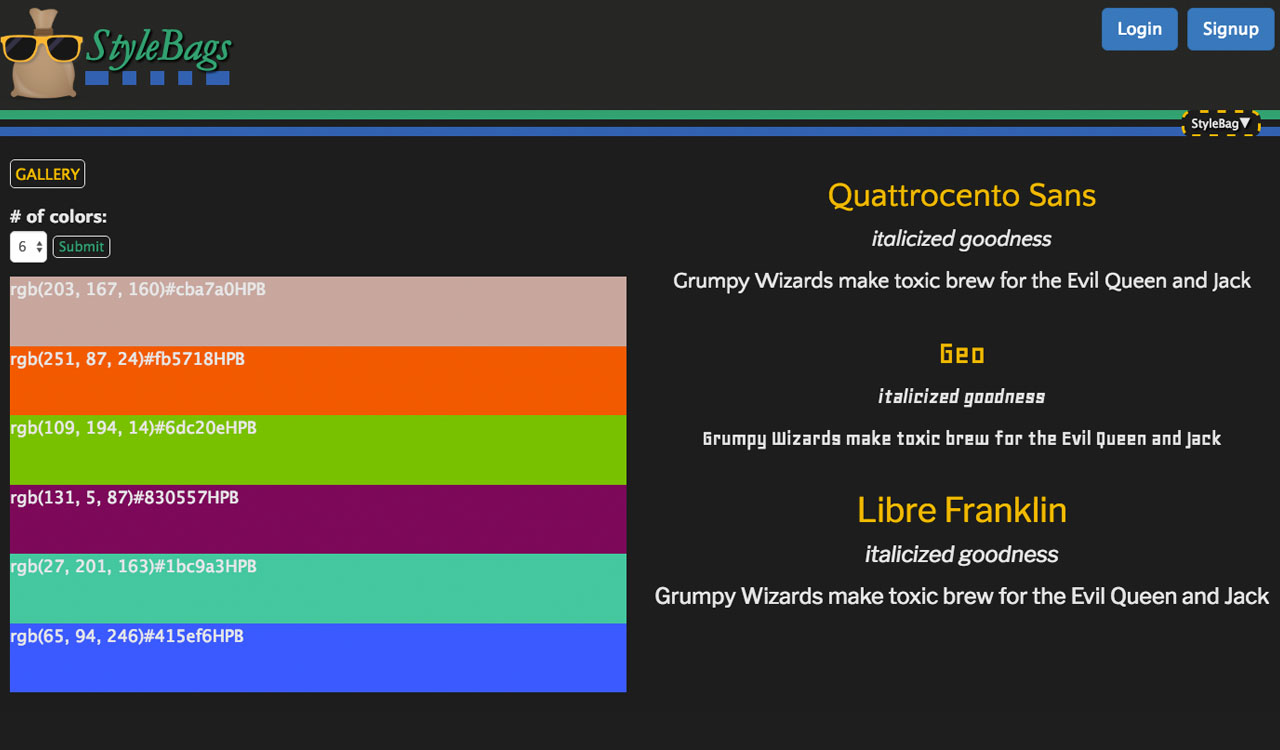 StyleBags
Login
Signup
StyleBag▼
GALLERY
# of colors:
6
Submit
rgb(203, 167, 160)#cba7a0HPB
rgb(251, 87, 24)#fb5718HPB
rgb(109, 194, 14)#6dc20eHPB
rgb(131, 5, 87)#830557HPB
rgb(27, 201, 163)#1bc9a3HPB
rgb(65, 94, 246)#415ef6HPB
Quattrocento Sans
italicized goodness
Grumpy Wizards make toxic brew for the Evil Queen and Jack
Geo
italicized goodness
Grumpy Wizards make toxic brew for the Evil Queen and Jack
Libre Franklin
italicized goodness
Grumpy Wizards make toxic brew for the Evil Queen and Jack